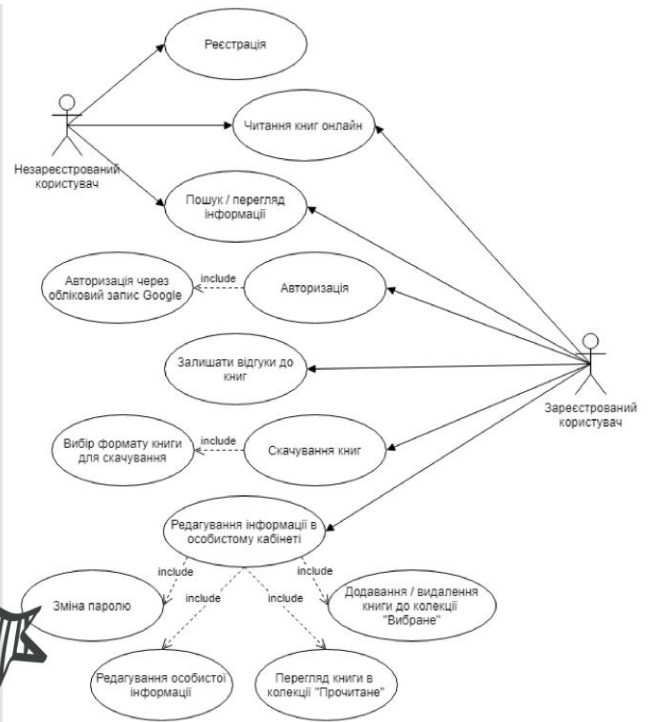 Реєстрація
Читання книг онлайн
Незареєстрований
користувач
Пошук / перегляд
інформації
Авторизація через
обліковий запис Google
include
Авторизація
Залишати відгуки до
книг
Зареєстрований
користувач
Вибір формату книги
для скачування
include
Скачування книг
Редагування інформації в
особистому кабінеті
include
include
include
include
Зміна паролю
Додавання / видалення
книги до колекції
"Вибране"
Редагування особистої
інформації
Перегляд книги в
колекції "Прочитане"